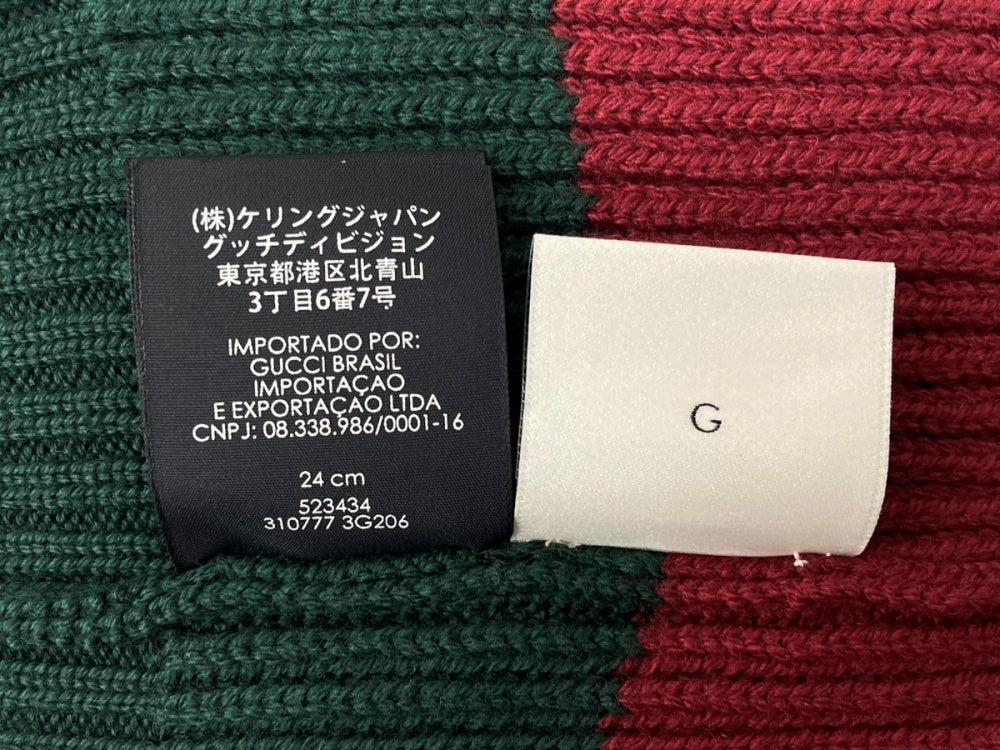 (株)ケリングジャパン
グッチディビジョン
東京都港区北青山
3丁目6番7号
IMPORTADO POR:
GUCCI BRASIL
IMPORTAÇAO
E EXPORTAÇAO LTDA
CNPJ: 08.338.986/0001-16
24 cm
523434
310777 3G206
G